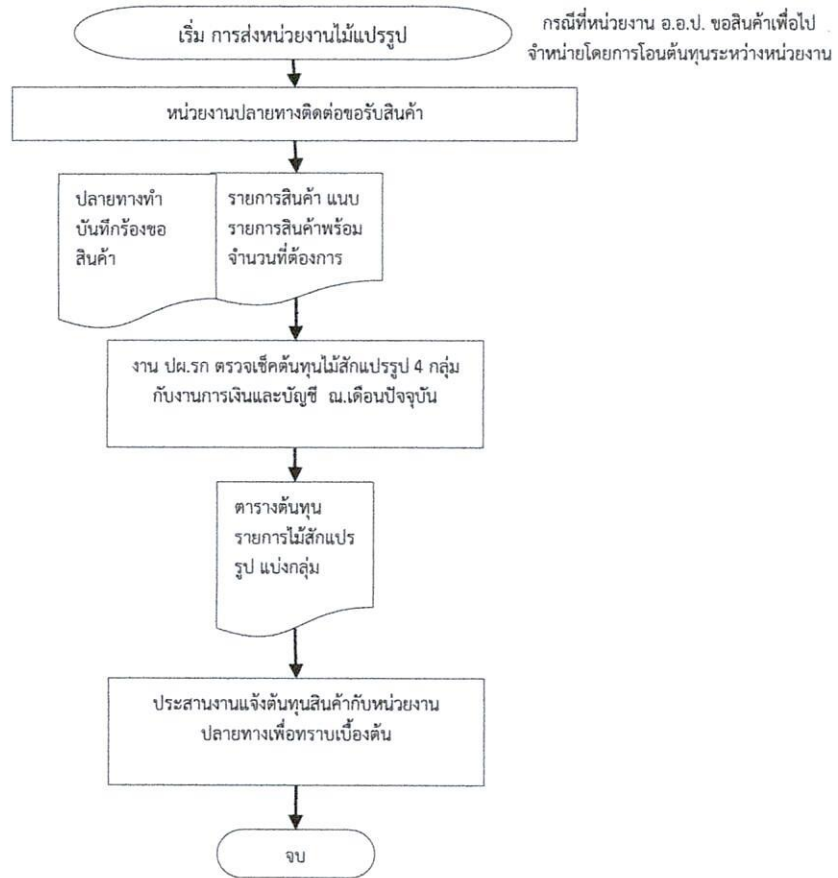 เริ่ม การส่งหน่วยงานไม้แปรรูป
กรณีที่หน่วยงาน อ.อ.ป. ขอสินค้าเพื่อไป
จำหน่ายโดยการโอนต้นทุนระหว่างหน่วยงาน
หน่วยงานปลายทางติดต่อขอรับสินค้า
ปลายทางทำ
บันทึกร้องขอ
สินค้า
รายการสินค้า แนบ
รายการสินค้าพร้อม
จำนวนที่ต้องการ
งาน ปผ.รก ตรวจเช็คต้นทุนไม้สักแปรรูป 4 กลุ่ม
กับงานการเงินและบัญชี ณ.เดือนปัจจุบัน
ตารางต้นทุน
รายการไม้สักแปร
รูป แบ่งกลุ่ม
ประสานงานแจ้งต้นทุนสินค้ากับหน่วยงาน
ปลายทางเพื่อทราบเบื้องต้น
จบ